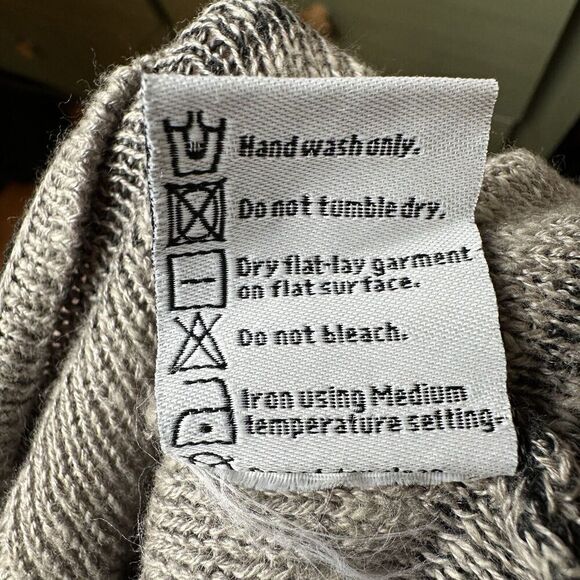 Hand wash only.
Do not tumble dry.
Dry flat-lay garment
on flat surface.
Do not bleach.
Iron using Medium
temperature setting.